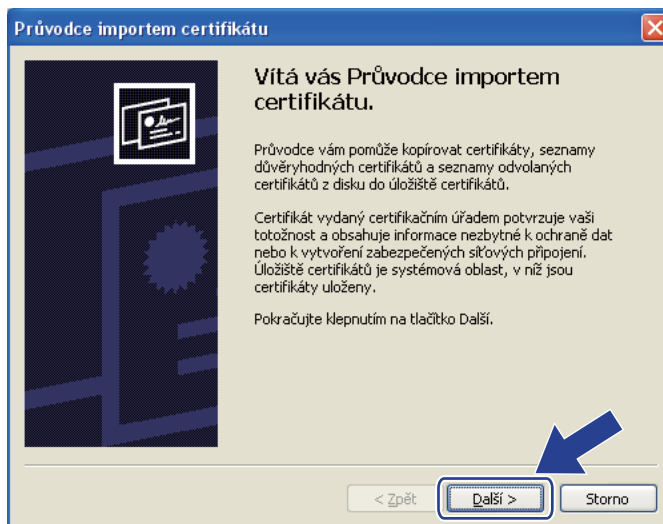 Průvodce importem certifikátu
Vítá vás Průvodce importem
certifikátu.
Průvodce vám pomůže kopírovat certifikáty, seznamy
důvěryhodných certifikátů a seznamy odvolaných
certifikátů z disku do úložiště certifikátů.
Certifikát vydaný certifikačním úřadem potvrzuje vaši
totožnost a obsahuje informace nezbytné k ochraně dat
nebo k vytvoření zabezpečených síťových připojení.
Úložiště certifikátů je systémová oblast, v níž jsou
certifikáty uloženy.
Pokračujte klepnutím na tlačítko Další.
< Zpět
Další >
Storno